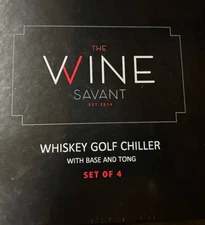 THE
WINE
SAVANT
EST 2014
WHISKEY GOLF CHILLER
WITH BASE AND TONG
SET OF 4